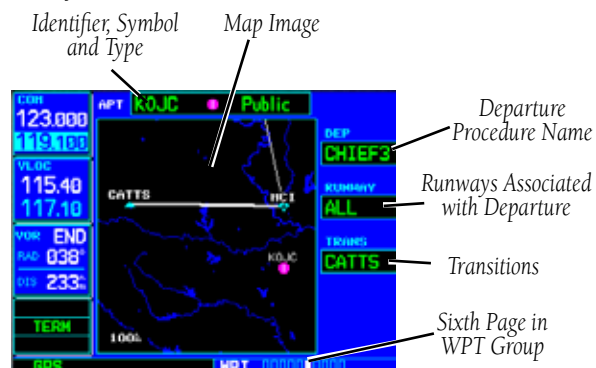 Identifier, Symbol
and Type
Map Image
COM
123.000
119.100
VLOC
115.40
117.10
VOR END
RAD 038°
DIS 233
TERM
GPS
APT KOJC Public
CATTS
MCI
KOJC
100
WPT
DEP
CHIEF3
RUNWAY
ALL
TRANS
CATTS
Departure
Procedure Name
Runways Associated
with Departure
Transitions
Sixth Page in
WPT Group